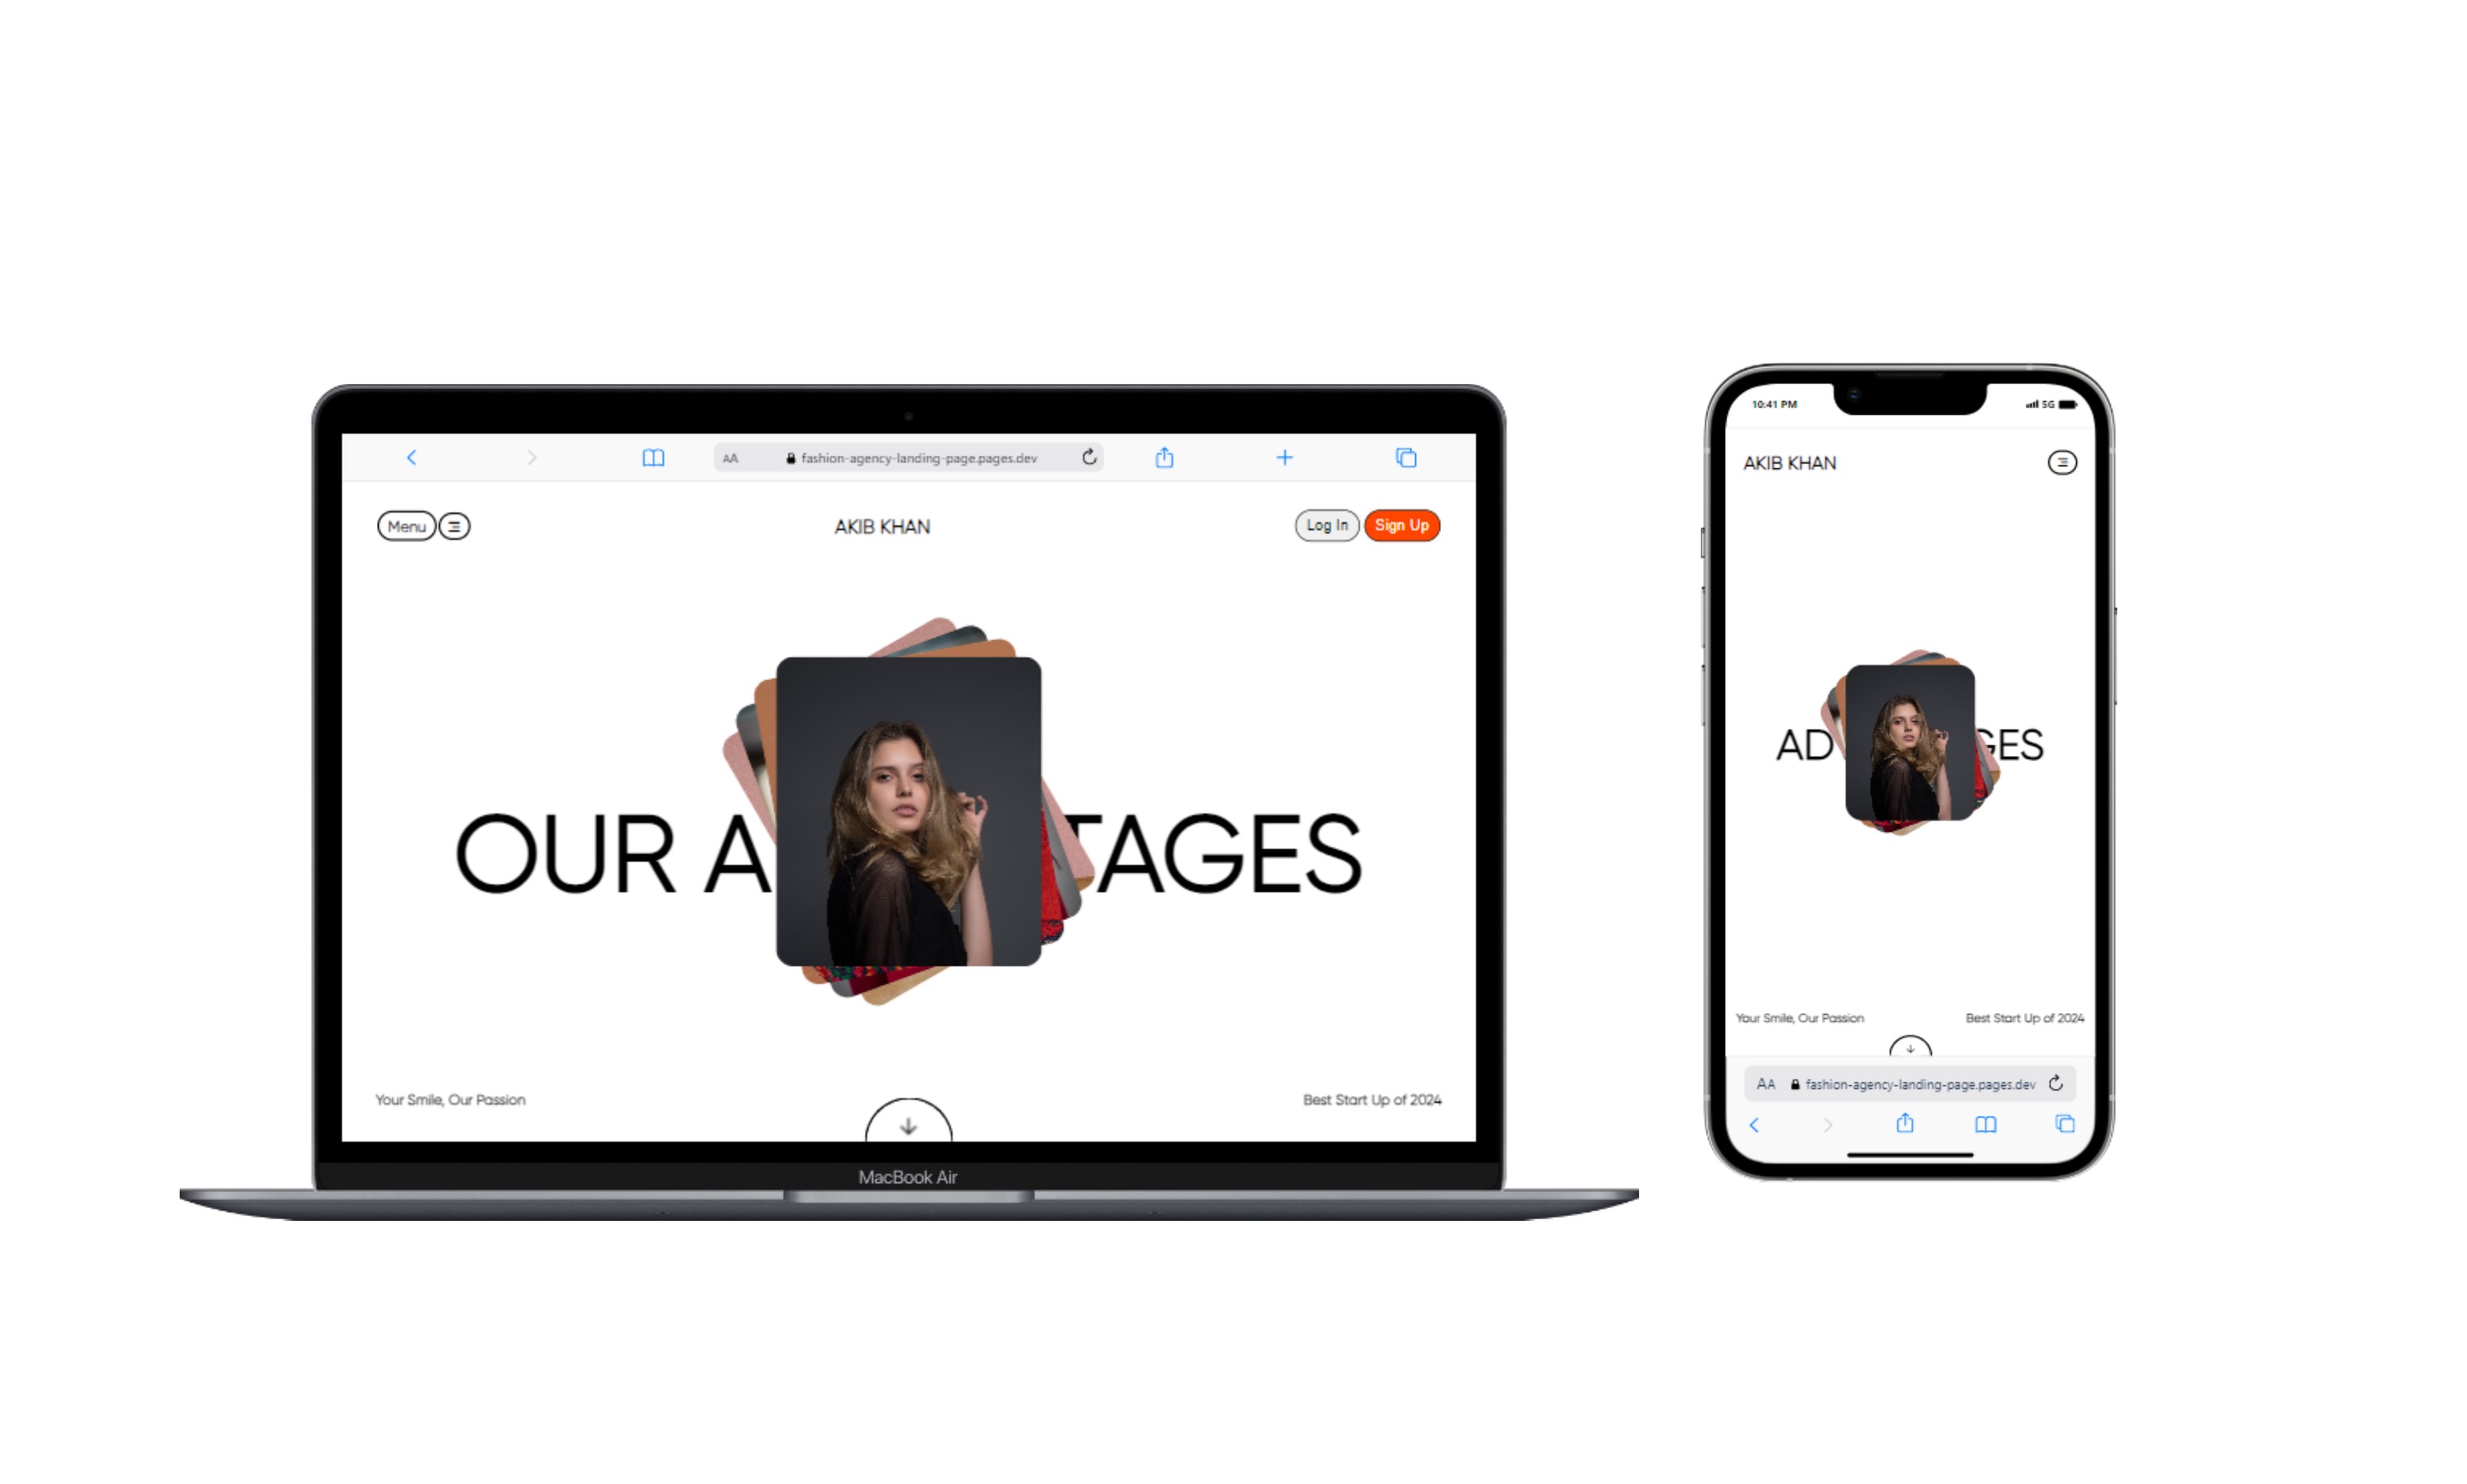 AA fashion-agency-landing-page.pages.dev
Menu AKIB KHAN Log In Sign Up
OUR A TAGES
Your Smile, Our Passion Best Start Up of 2024
MacBook Air
10:41 PM 5G
AKIB KHAN
AD GES
Your Smile, Our Passion Best Start Up of 2024
AA fashion-agency-landing-page.pages.dev